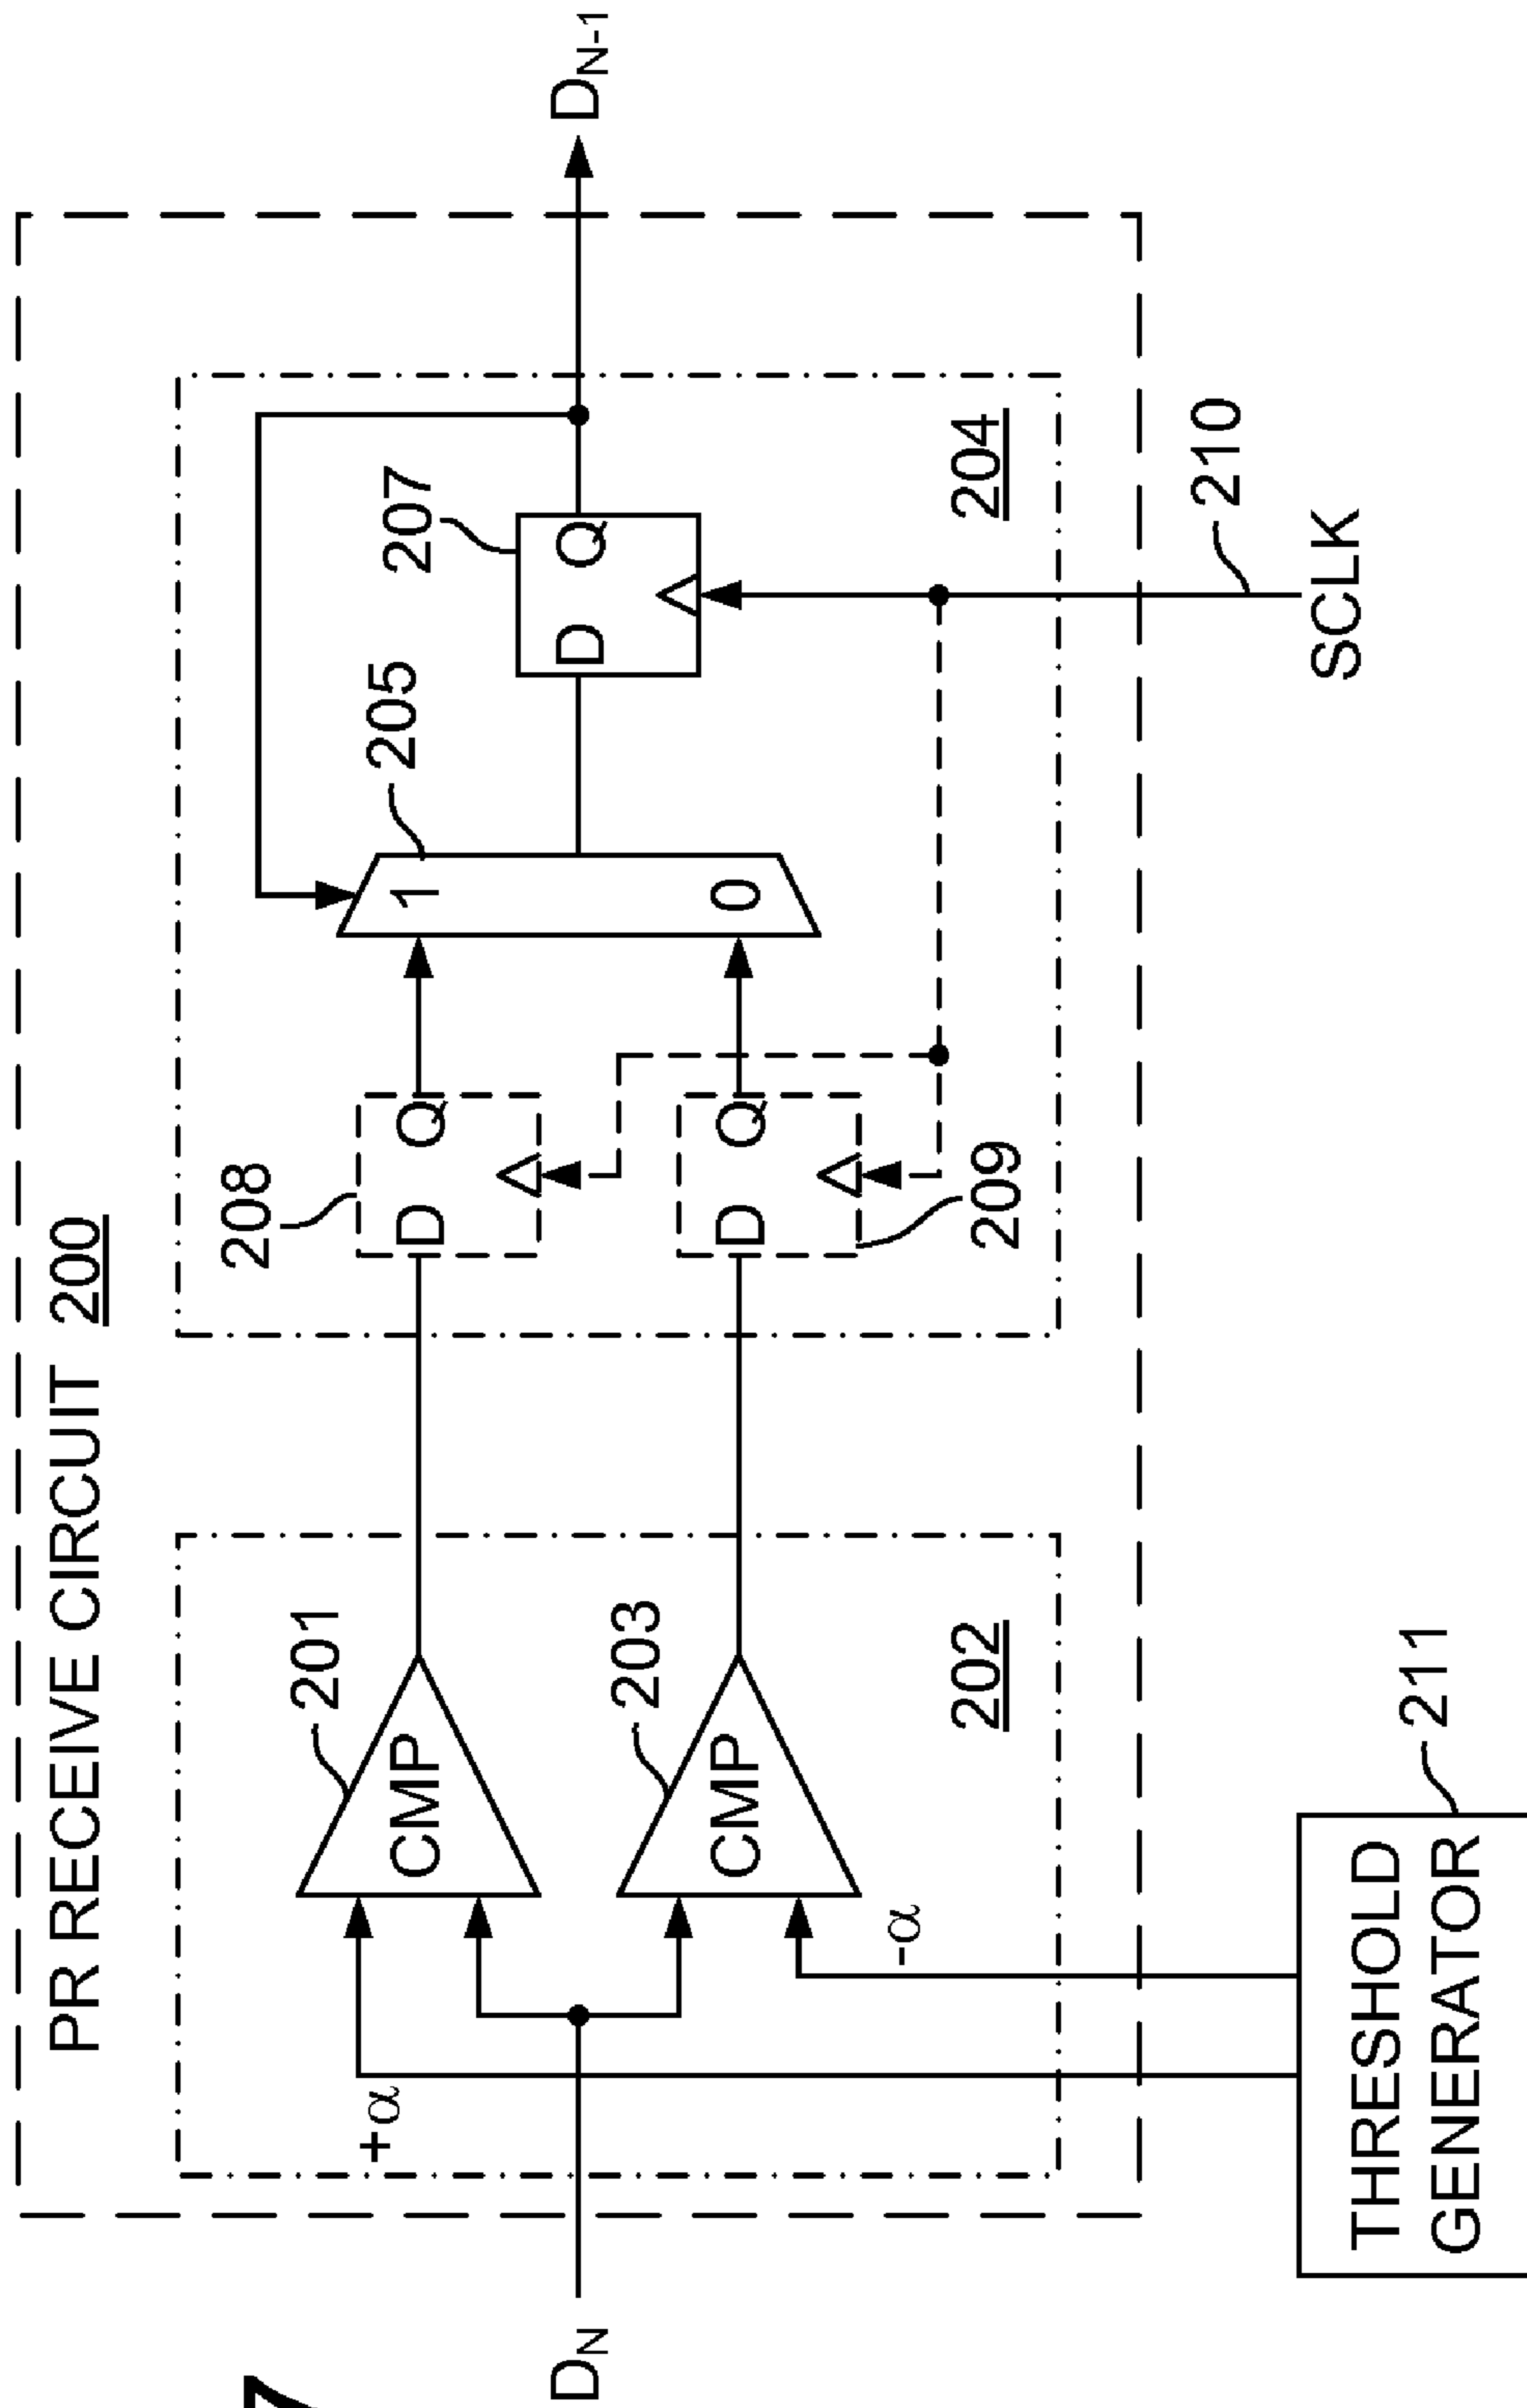 PR RECEIVE CIRCUIT 200
+α
201
CMP
208
D Q
205
1
207
D Q
D_N
D_{N-1}
203
CMP
-α
202
D Q
209
0
204
210
SCLK
211
THRESHOLD
GENERATOR
7